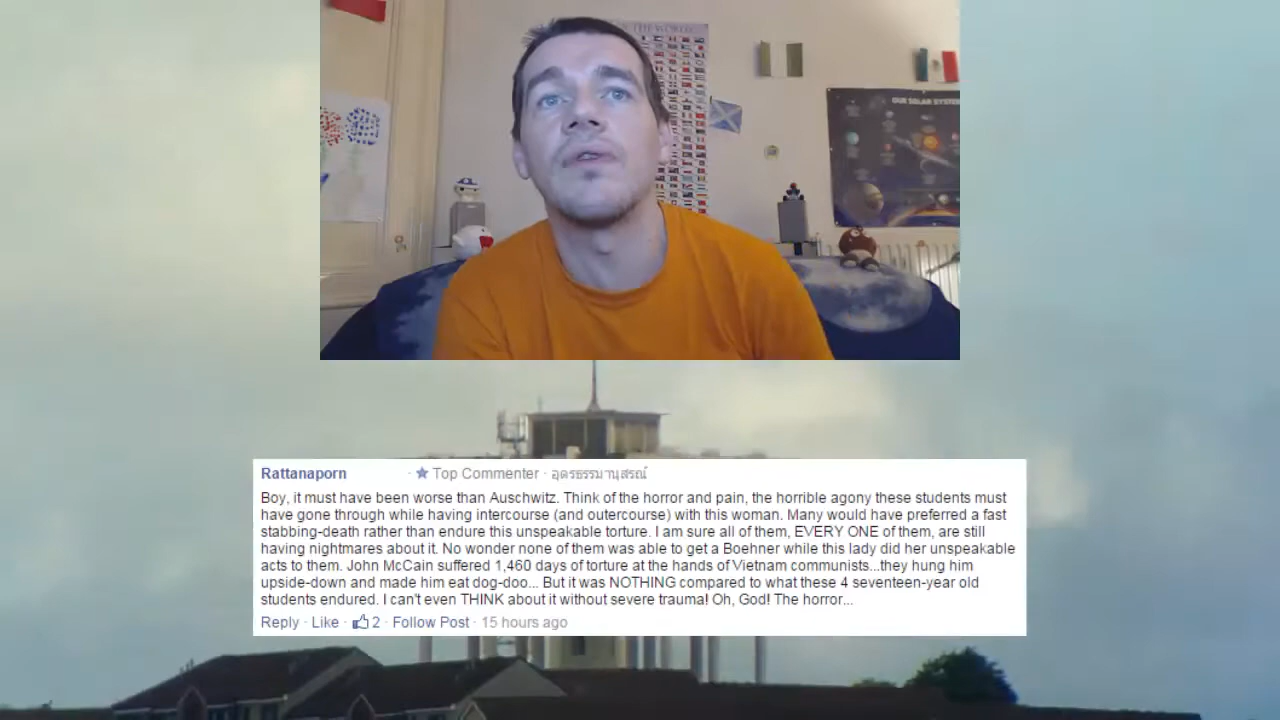 OUR SOLAR SYSTEM
Rattanaporn · Top Commenter · อุดรธรรมานุสรณ์
Boy, it must have been worse than Auschwitz. Think of the horror and pain, the horrible agony these students must
have gone through while having intercourse (and outercourse) with this woman. Many would have preferred a fast
stabbing-death rather than endure this unspeakable torture. I am sure all of them, EVERY ONE of them, are still
having nightmares about it. No wonder none of them was able to get a Boehner while this lady did her unspeakable
acts to them. John McCain suffered 1,460 days of torture at the hands of Vietnam communists...they hung him
upside-down and made him eat dog-doo... But it was NOTHING compared to what these 4 seventeen-year old
students endured. I can't even THINK about it without severe trauma! Oh, God! The horror...
Reply · Like · 2 · Follow Post · 15 hours ago